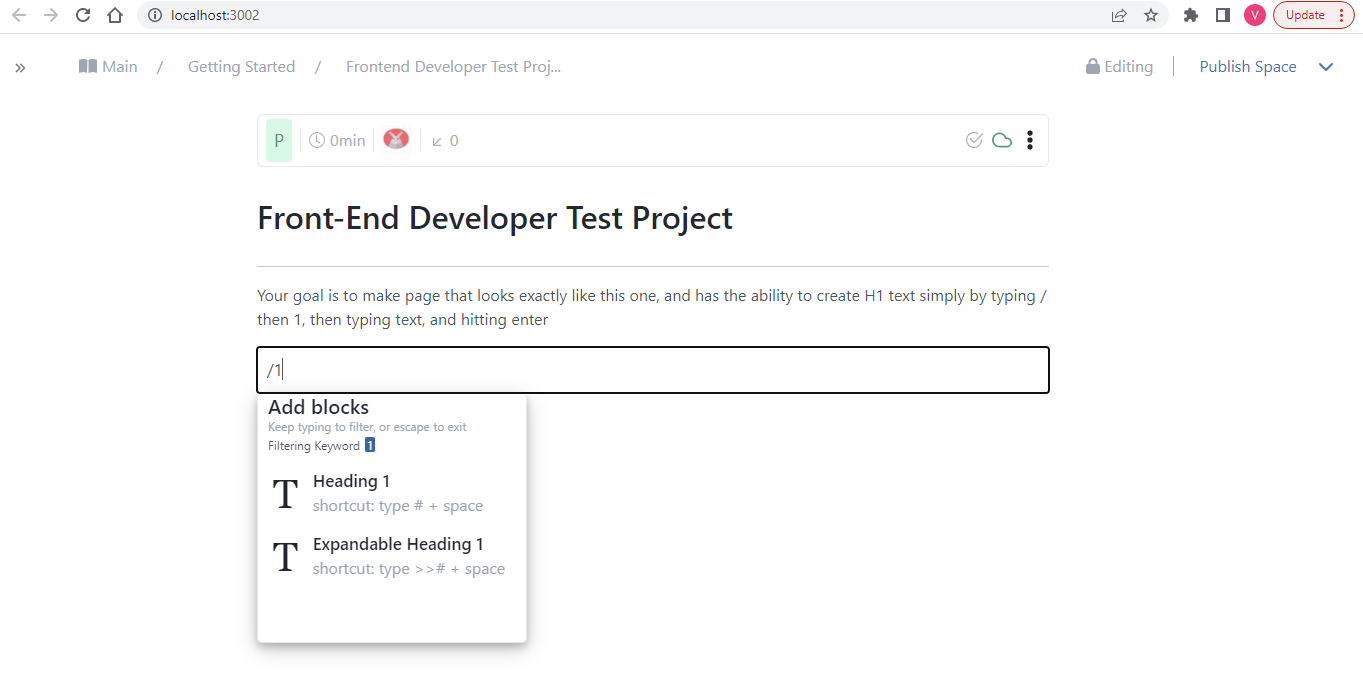 localhost:3002
V
Update
Main / Getting Started / Frontend Developer Test Proj...
Editing
Publish Space
P
0min
0
Front-End Developer Test Project
Your goal is to make page that looks exactly like this one, and has the ability to create H1 text simply by typing /
then 1, then typing text, and hitting enter
/1
Add blocks
Keep typing to filter, or escape to exit
Filtering Keyword 1
T
Heading 1
shortcut: type # + space
T
Expandable Heading 1
shortcut: type >># + space